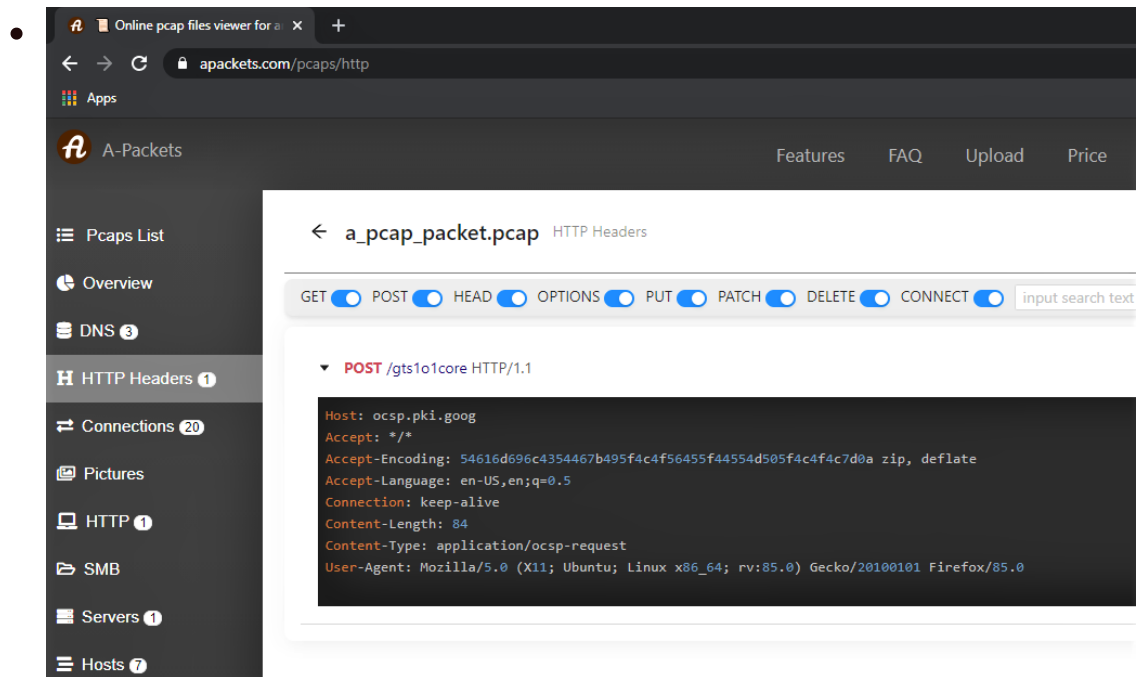 Online pcap files viewer for a
apackets.com/pcaps/http
Apps
A-Packets
Features FAQ Upload Price
Pcaps List
Overview
DNS 3
HTTP Headers 1
Connections 20
Pictures
HTTP 1
SMB
Servers 1
Hosts 7
a_pcap_packet.pcap HTTP Headers
GET POST HEAD OPTIONS PUT PATCH DELETE CONNECT input search text
POST /gts1o1core HTTP/1.1
Host: ocsp.pki.goog
Accept: */*
Accept-Encoding: 54616d696c4354467b495f4c4f56455f44554d505f4c4f4c7d0a zip, deflate
Accept-Language: en-US,en;q=0.5
Connection: keep-alive
Content-Length: 84
Content-Type: application/ocsp-request
User-Agent: Mozilla/5.0 (X11; Ubuntu; Linux x86_64; rv:85.0) Gecko/20100101 Firefox/85.0